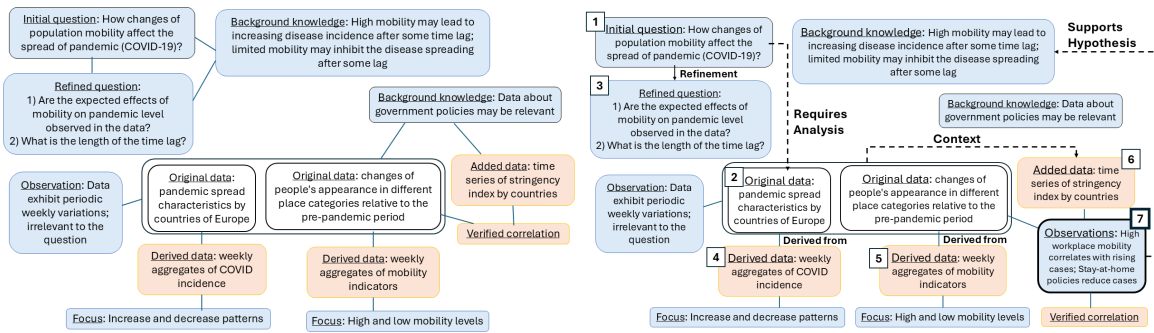 Initial question: How changes of
population mobility affect the
spread of pandemic (COVID-19)?
Background knowledge: High mobility may lead to
increasing disease incidence after some time lag;
limited mobility may inhibit the disease spreading
after some lag
Refined question:
1) Are the expected effects of
mobility on pandemic level
observed in the data?
2) What is the length of the time lag?
Background knowledge: Data about
government policies may be relevant
Observation: Data
exhibit periodic
weekly variations;
irrelevant to the
question
Original data:
pandemic spread
characteristics by
countries of Europe
Original data: changes of
people's appearance in different
place categories relative to the
pre-pandemic period
Added data: time
series of stringency
index by countries
Verified correlation
Derived data: weekly
aggregates of COVID
incidence
Derived data: weekly
aggregates of mobility
indicators
Focus: Increase and decrease patterns
Focus: High and low mobility levels
1
Initial question: How changes of
population mobility affect the
spread of pandemic (COVID-19)?
Refinement
3
Refined question:
1) Are the expected effects of
mobility on pandemic level
observed in the data?
2) What is the length of the time lag?
Requires
Analysis
Background knowledge: High mobility may lead to
increasing disease incidence after some time lag;
limited mobility may inhibit the disease spreading
after some lag
Supports
Hypothesis
Background knowledge: Data about
government policies may be relevant
Context
Observation: Data
exhibit periodic
weekly variations;
irrelevant to the
question
2
Original data:
pandemic spread
characteristics by
countries of Europe
Original data: changes of
people's appearance in different
place categories relative to the
pre-pandemic period
6
Added data: time
series of stringency
index by countries
7
Observations: High
workplace mobility
correlates with rising
cases; Stay-at-home
policies reduce cases
Derived from
Derived from
4
Derived data: weekly
aggregates of COVID
incidence
5
Derived data: weekly
aggregates of mobility
indicators
Focus: Increase and decrease patterns
Focus: High and low mobility levels
Verified correlation